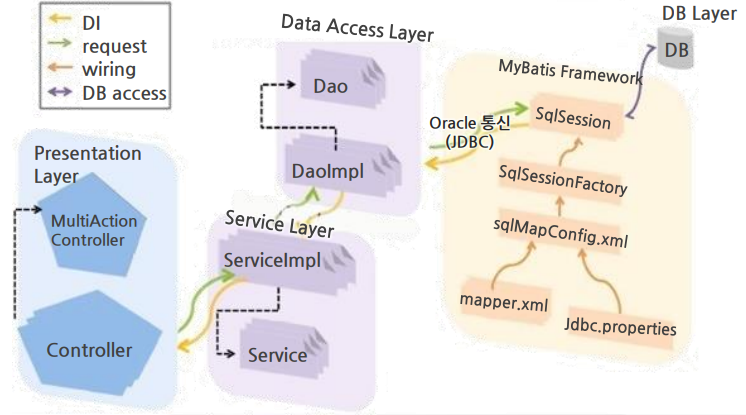 DI
request
wiring
DB access
Data Access Layer
Dao
DaoImpl
DB Layer
DB
MyBatis Framework
SqlSession
Oracle 통신
(JDBC)
SqlSessionFactory
sqlMapConfig.xml
mapper.xml
Jdbc.properties
Presentation
Layer
MultiAction
Controller
Controller
Service Layer
ServiceImpl
Service